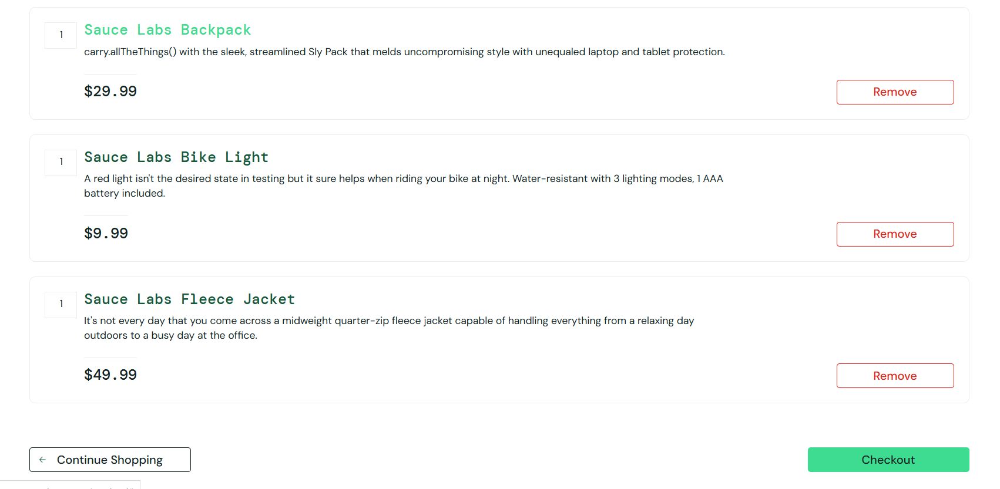 1
Sauce Labs Backpack
carry.allTheThings() with the sleek, streamlined Sly Pack that melds uncompromising style with unequaled laptop and tablet protection.
$29.99
Remove
1
Sauce Labs Bike Light
A red light isn't the desired state in testing but it sure helps when riding your bike at night. Water-resistant with 3 lighting modes, 1 AAA
battery included.
$9.99
Remove
1
Sauce Labs Fleece Jacket
It's not every day that you come across a midweight quarter-zip fleece jacket capable of handling everything from a relaxing day
outdoors to a busy day at the office.
$49.99
Remove
← Continue Shopping
Checkout